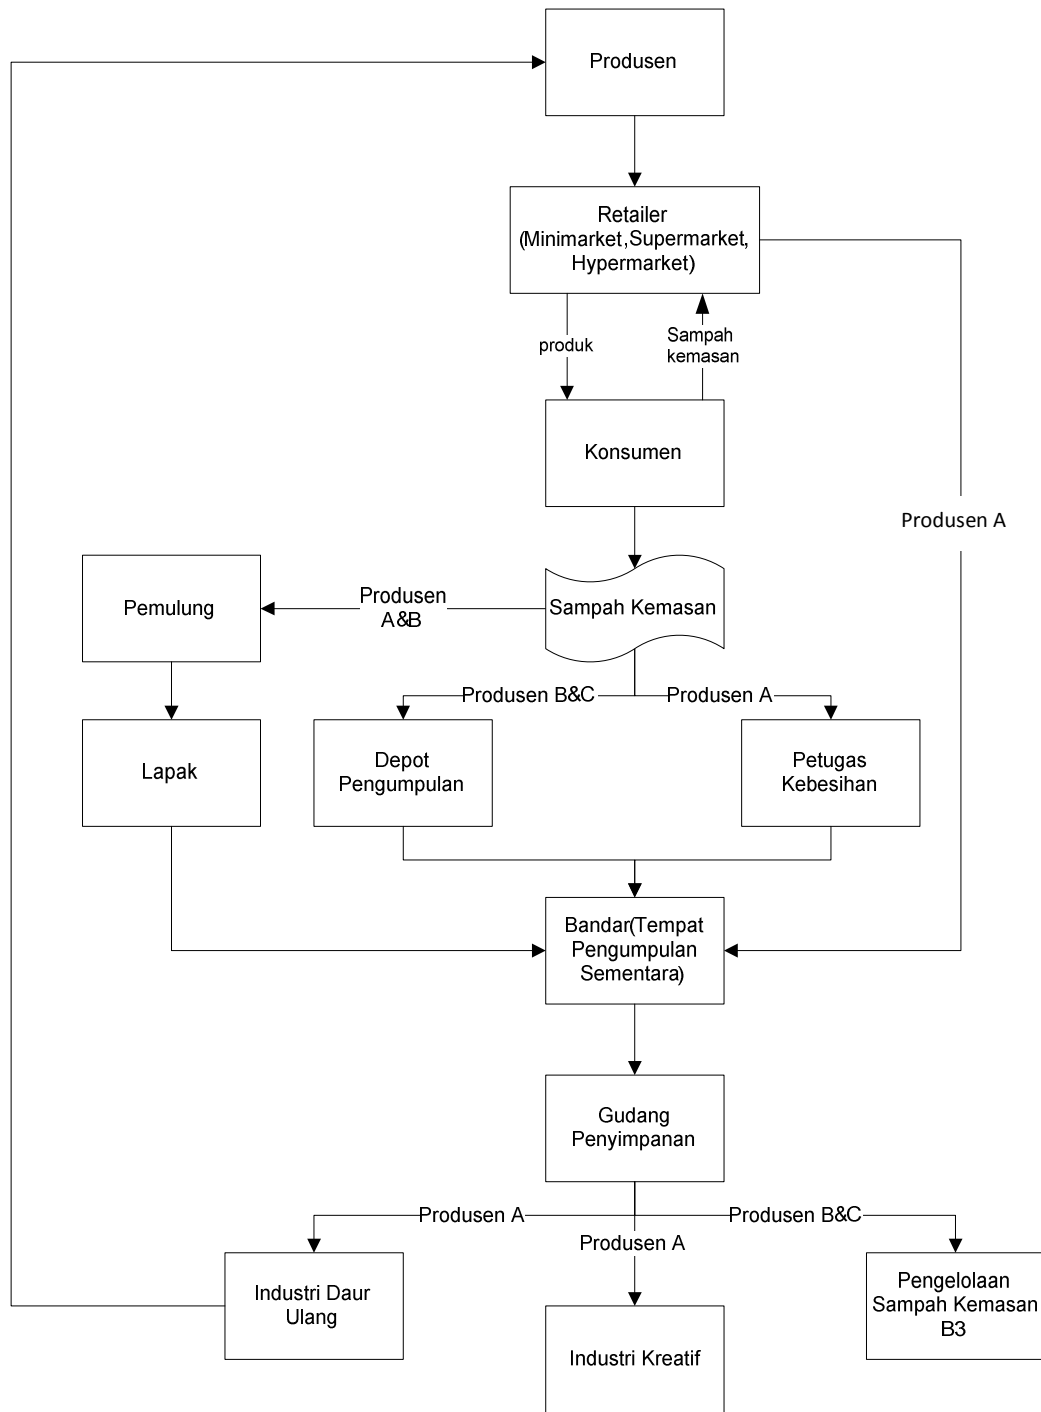 Produsen
Retailer
(Minimarket,Supermarket,
Hypermarket)
produk
Sampah
kemasan
Konsumen
Produsen A
Pemulung
Produsen
A&B
Sampah Kemasan
Produsen B&C
Produsen A
Lapak
Depot
Pengumpulan
Petugas
Kebesihan
Bandar(Tempat
Pengumpulan
Sementara)
Gudang
Penyimpanan
Produsen A
Produsen A
Produsen B&C
Industri Daur
Ulang
Industri Kreatif
Pengelolaan
Sampah Kemasan
B3